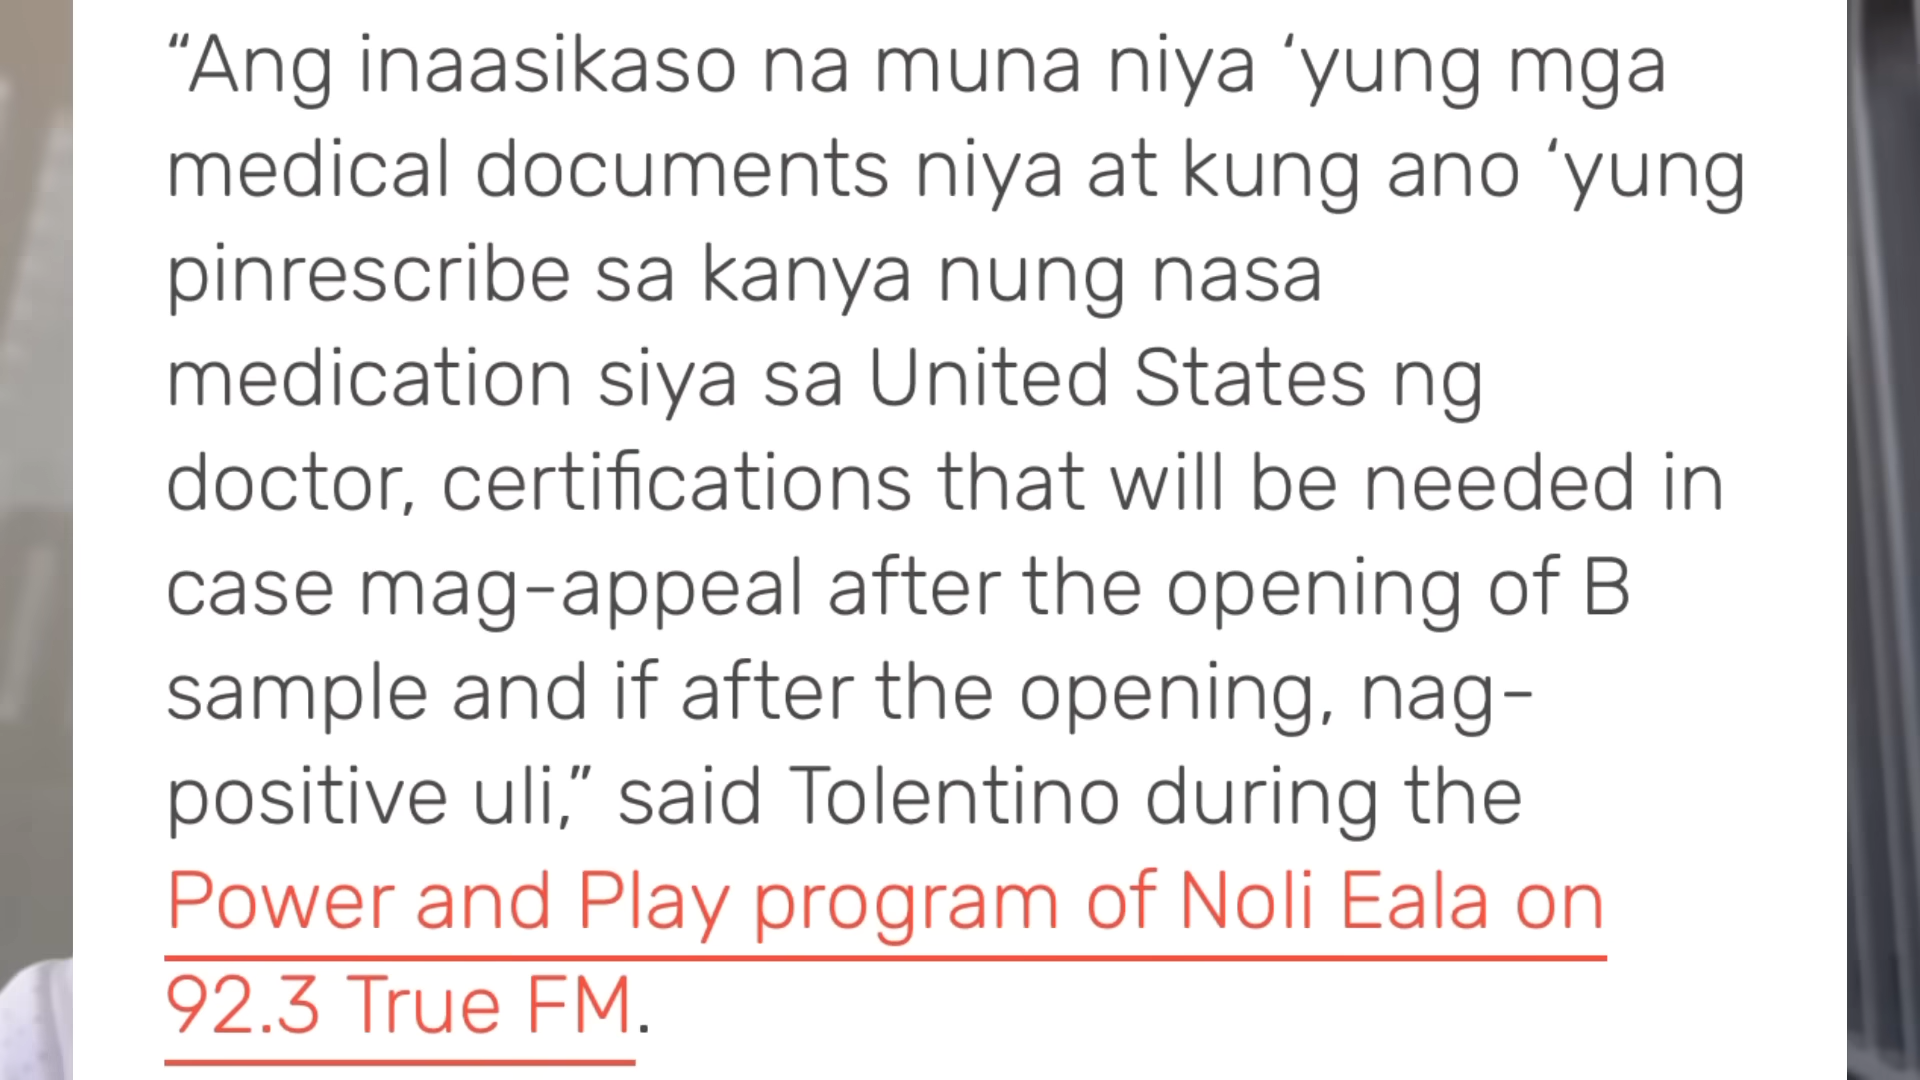 “Ang inaasikaso na muna niya ‘yung mga
medical documents niya at kung ano ‘yung
pinrescribe sa kanya nung nasa
medication siya sa United States ng
doctor, certifications that will be needed in
case mag-appeal after the opening of B
sample and if after the opening, nag-
positive uli,” said Tolentino during the
Power and Play program of Noli Eala on
92.3 True FM.